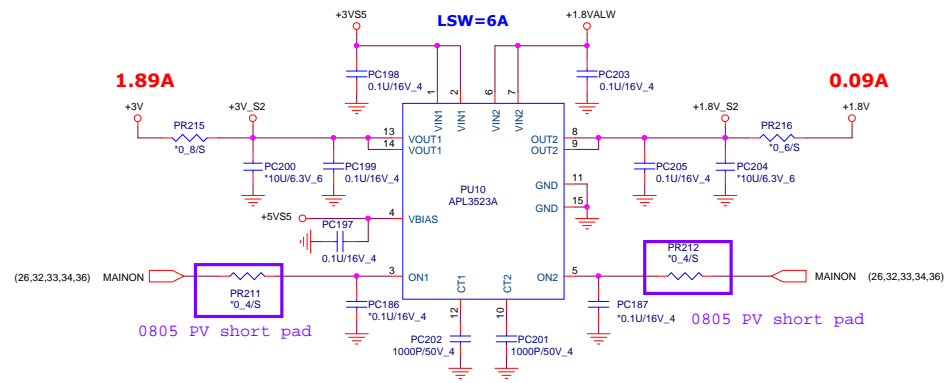 +3VS5
LSW=6A
+1.8VALW
1.89A
PC198
0.1U/16V_4
PC203
0.1U/16V_4
0.09A
+3V
+3V_S2
1
2
6
7
+1.8V_S2
+1.8V
PR215
*0_8/S
VIN1
VIN1
VIN2
VIN2
PR216
*0_6/S
13
VOUT1
OUT2
8
14
VOUT1
OUT2
9
PC200
*10U/6.3V_6
PC199
0.1U/16V_4
PC205
0.1U/16V_4
PC204
*10U/6.3V_6
PU10
APL3523A
GND
11
GND
15
+5VS5
4
VBIAS
PC197
0.1U/16V_4
PR212
*0_4/S
(26,32,33,34,36)
MAINON
3
ON1
ON2
5
MAINON
(26,32,33,34,36)
PR211
*0_4/S
CT1
CT2
PC186
*0.1U/16V_4
PC187
*0.1U/16V_4
0805 PV short pad
0805 PV short pad
12
10
PC202
1000P/50V_4
PC201
1000P/50V_4